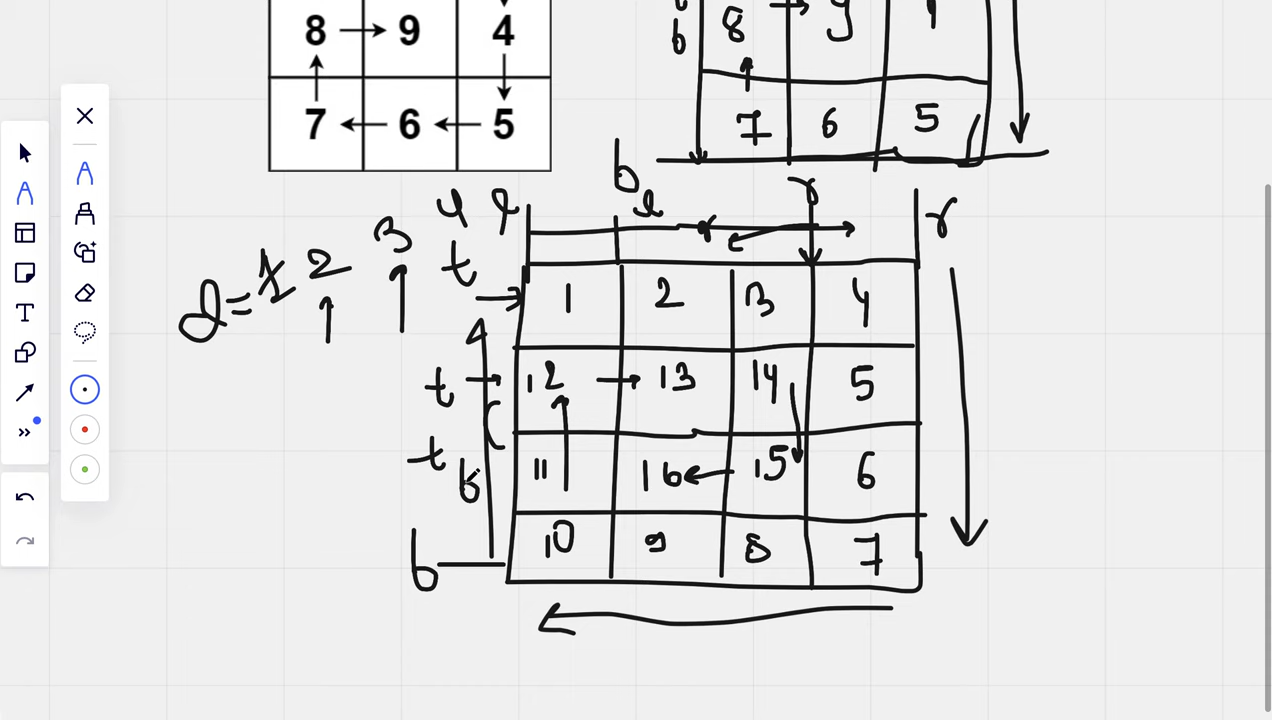 8 → 9 4
7 ← 6 ← 5
b 8 → 9
7 6 5
b
4 l l r r
d = 1 2 3 t
1 2 3 4
t → 12 → 13 14 5
t b 11 16 ← 15 6
b 10 9 8 7